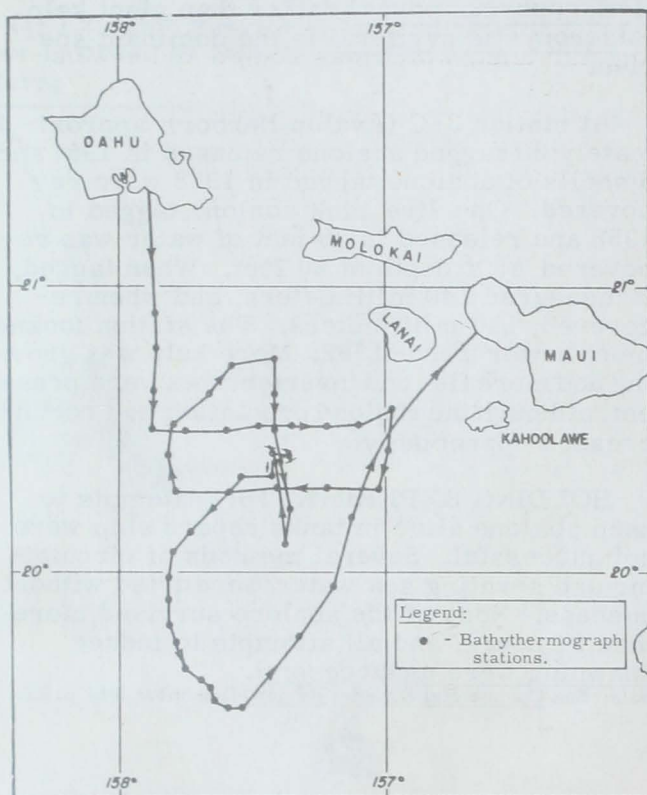 158°
157°
OAHU
MOLOKAI
21°
21°
LANAI
MAUI
KAHOOLAWE
20°
20°
Legend:
- Bathythermograph
stations.
158°
157°